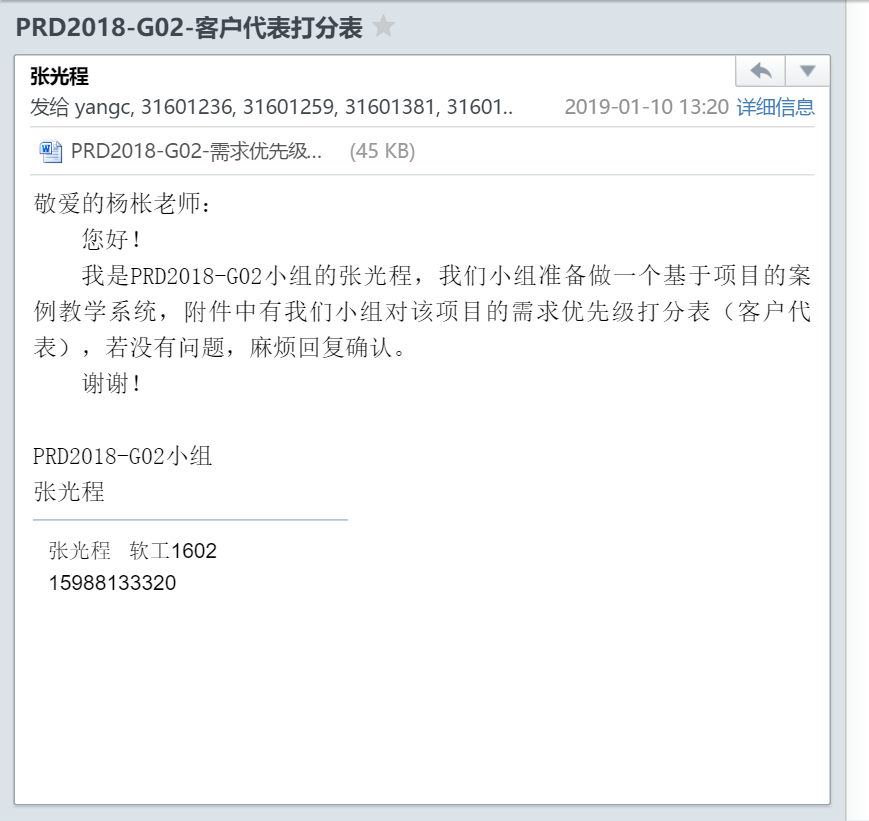 PRD2018-G02-客户代表打分表
张光程
发给 yangc, 31601236, 31601259, 31601381, 31601.. 2019-01-10 13:20 详细信息
PRD2018-G02-需求优先级... (45 KB)
敬爱的杨枨老师：
您好！
我是PRD2018-G02小组的张光程，我们小组准备做一个基于项目的案
例教学系统，附件中有我们小组对该项目的需求优先级打分表（客户代
表），若没有问题，麻烦回复确认。
谢谢！
PRD2018-G02小组
张光程
张光程 软工1602
15988133320